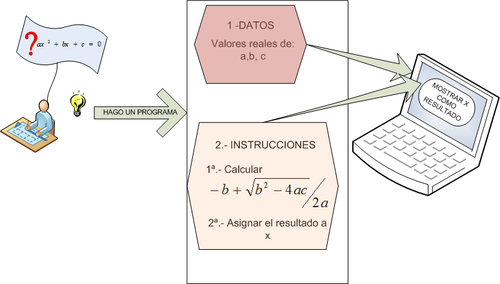 ? ax² + bx + c = 0
HAGO UN PROGRAMA
1 -DATOS
Valores reales de:
a,b, c
2.- INSTRUCCIONES
1ª.- Calcular
-b + √b² - 4ac / 2a
2ª.- Asignar el resultado a
x
MOSTRAR X
COMO
RESULTADO